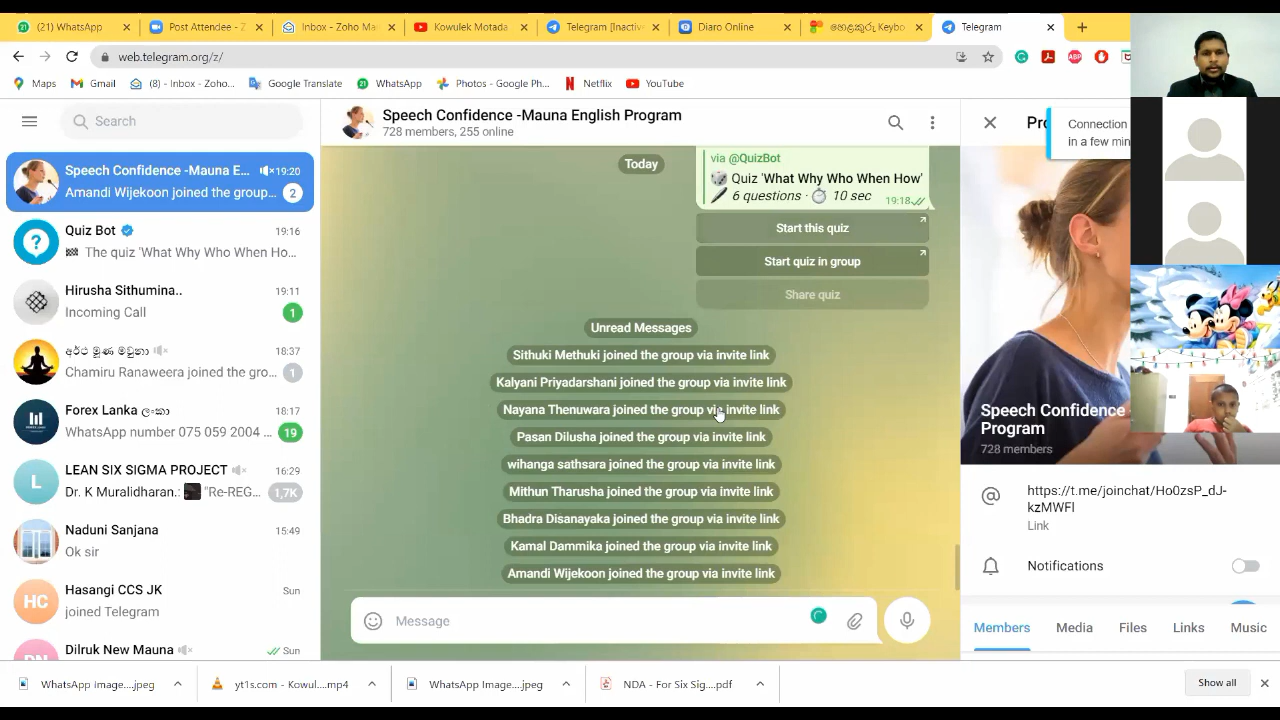 (21) WhatsApp
Post Attendee - Z
Inbox - Zoho Ma
Kowulek Motada
Telegram [Inactive
Diaro Online
හෙළකුරු Keybo
Telegram
web.telegram.org/z/
Maps
Gmail
(8) - Inbox - Zoho...
Google Translate
WhatsApp
Photos - Google Ph...
Netflix
YouTube
Search
Speech Confidence -Mauna E... 19:20
Amandi Wijekoon joined the group... 2
Quiz Bot 19:16
The quiz 'What Why Who When Ho...
Hirusha Sithumina.. 19:11
Incoming Call 1
අර්ථ මුණ මව්නා 18:37
Chamiru Ranaweera joined the gro... 1
Forex Lanka ලංකා 18:17
WhatsApp number 075 059 2004 ... 19
L
LEAN SIX SIGMA PROJECT 16:29
Dr. K Muralidharan.: "Re-REG... 1,7K
Naduni Sanjana 15:49
Ok sir
HC
Hasangi CCS JK Sun
joined Telegram
Dilruk New Mauna Sun
Speech Confidence -Mauna English Program
728 members, 255 online
Today
via @QuizBot
Quiz 'What Why Who When How'
6 questions · 10 sec
19:18
Start this quiz
Start quiz in group
Share quiz
Unread Messages
Sithuki Methuki joined the group via invite link
Kalyani Priyadarshani joined the group via invite link
Nayana Thenuwara joined the group via invite link
Pasan Dilusha joined the group via invite link
wihanga sathsara joined the group via invite link
Mithun Tharusha joined the group via invite link
Bhadra Disanayaka joined the group via invite link
Kamal Dammika joined the group via invite link
Amandi Wijekoon joined the group via invite link
Message
Pro
Connection
in a few min
Speech Confidence
Program
728 members
https://t.me/joinchat/Ho0zsP_dJ-
kzMWFl
Link
Notifications
Members
Media
Files
Links
Music
WhatsApp Image....jpeg
yt1s.com - Kowul....mp4
WhatsApp Image....jpeg
NDA - For Six Sig....pdf
Show all